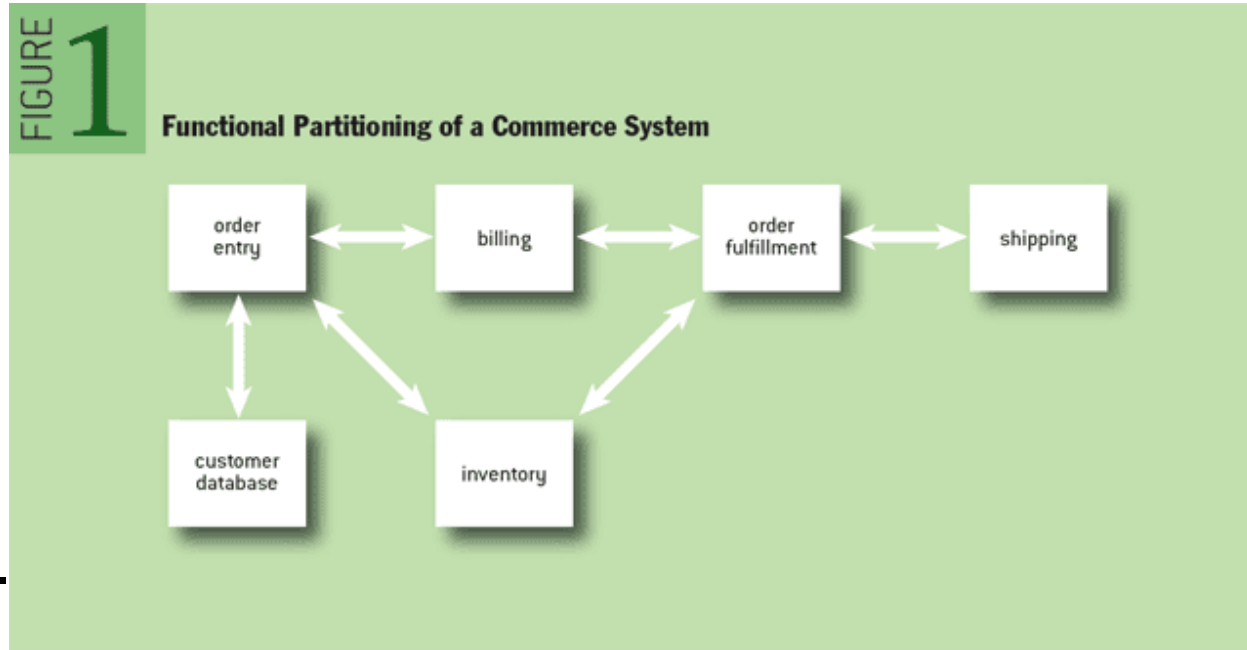 FIGURE
1
Functional Partitioning of a Commerce System
order
entry
billing
order
fulfillment
shipping
customer
database
inventory